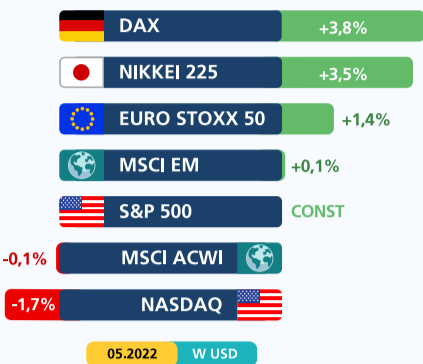 DAX +3,8%
NIKKEI 225 +3,5%
EURO STOXX 50 +1,4%
MSCI EM +0,1%
S&P 500 CONST
-0,1% MSCI ACWI
-1,7% NASDAQ
05.2022 W USD